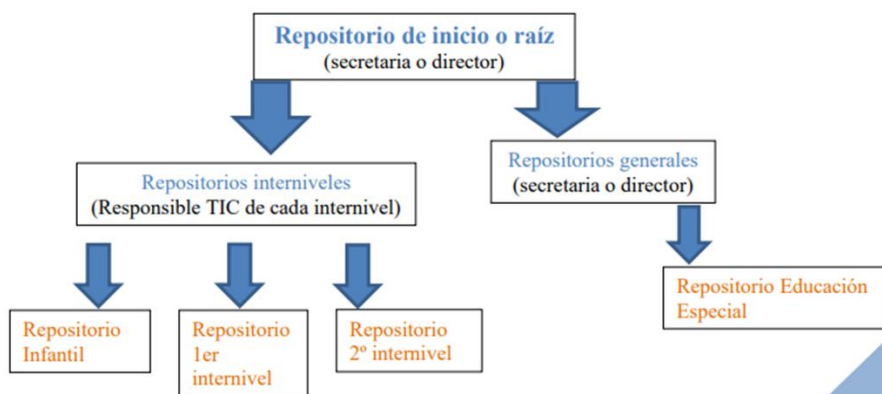 Repositorio de inicio o raíz
(secretaria o director)
Repositorios generales
(secretaria o director)
Repositorios interniveles
(Responsible TIC de cada internivel)
Repositorio
Infantil
Repositorio
1er
internivel
Repositorio
2º internivel
Repositorio Educación
Especial